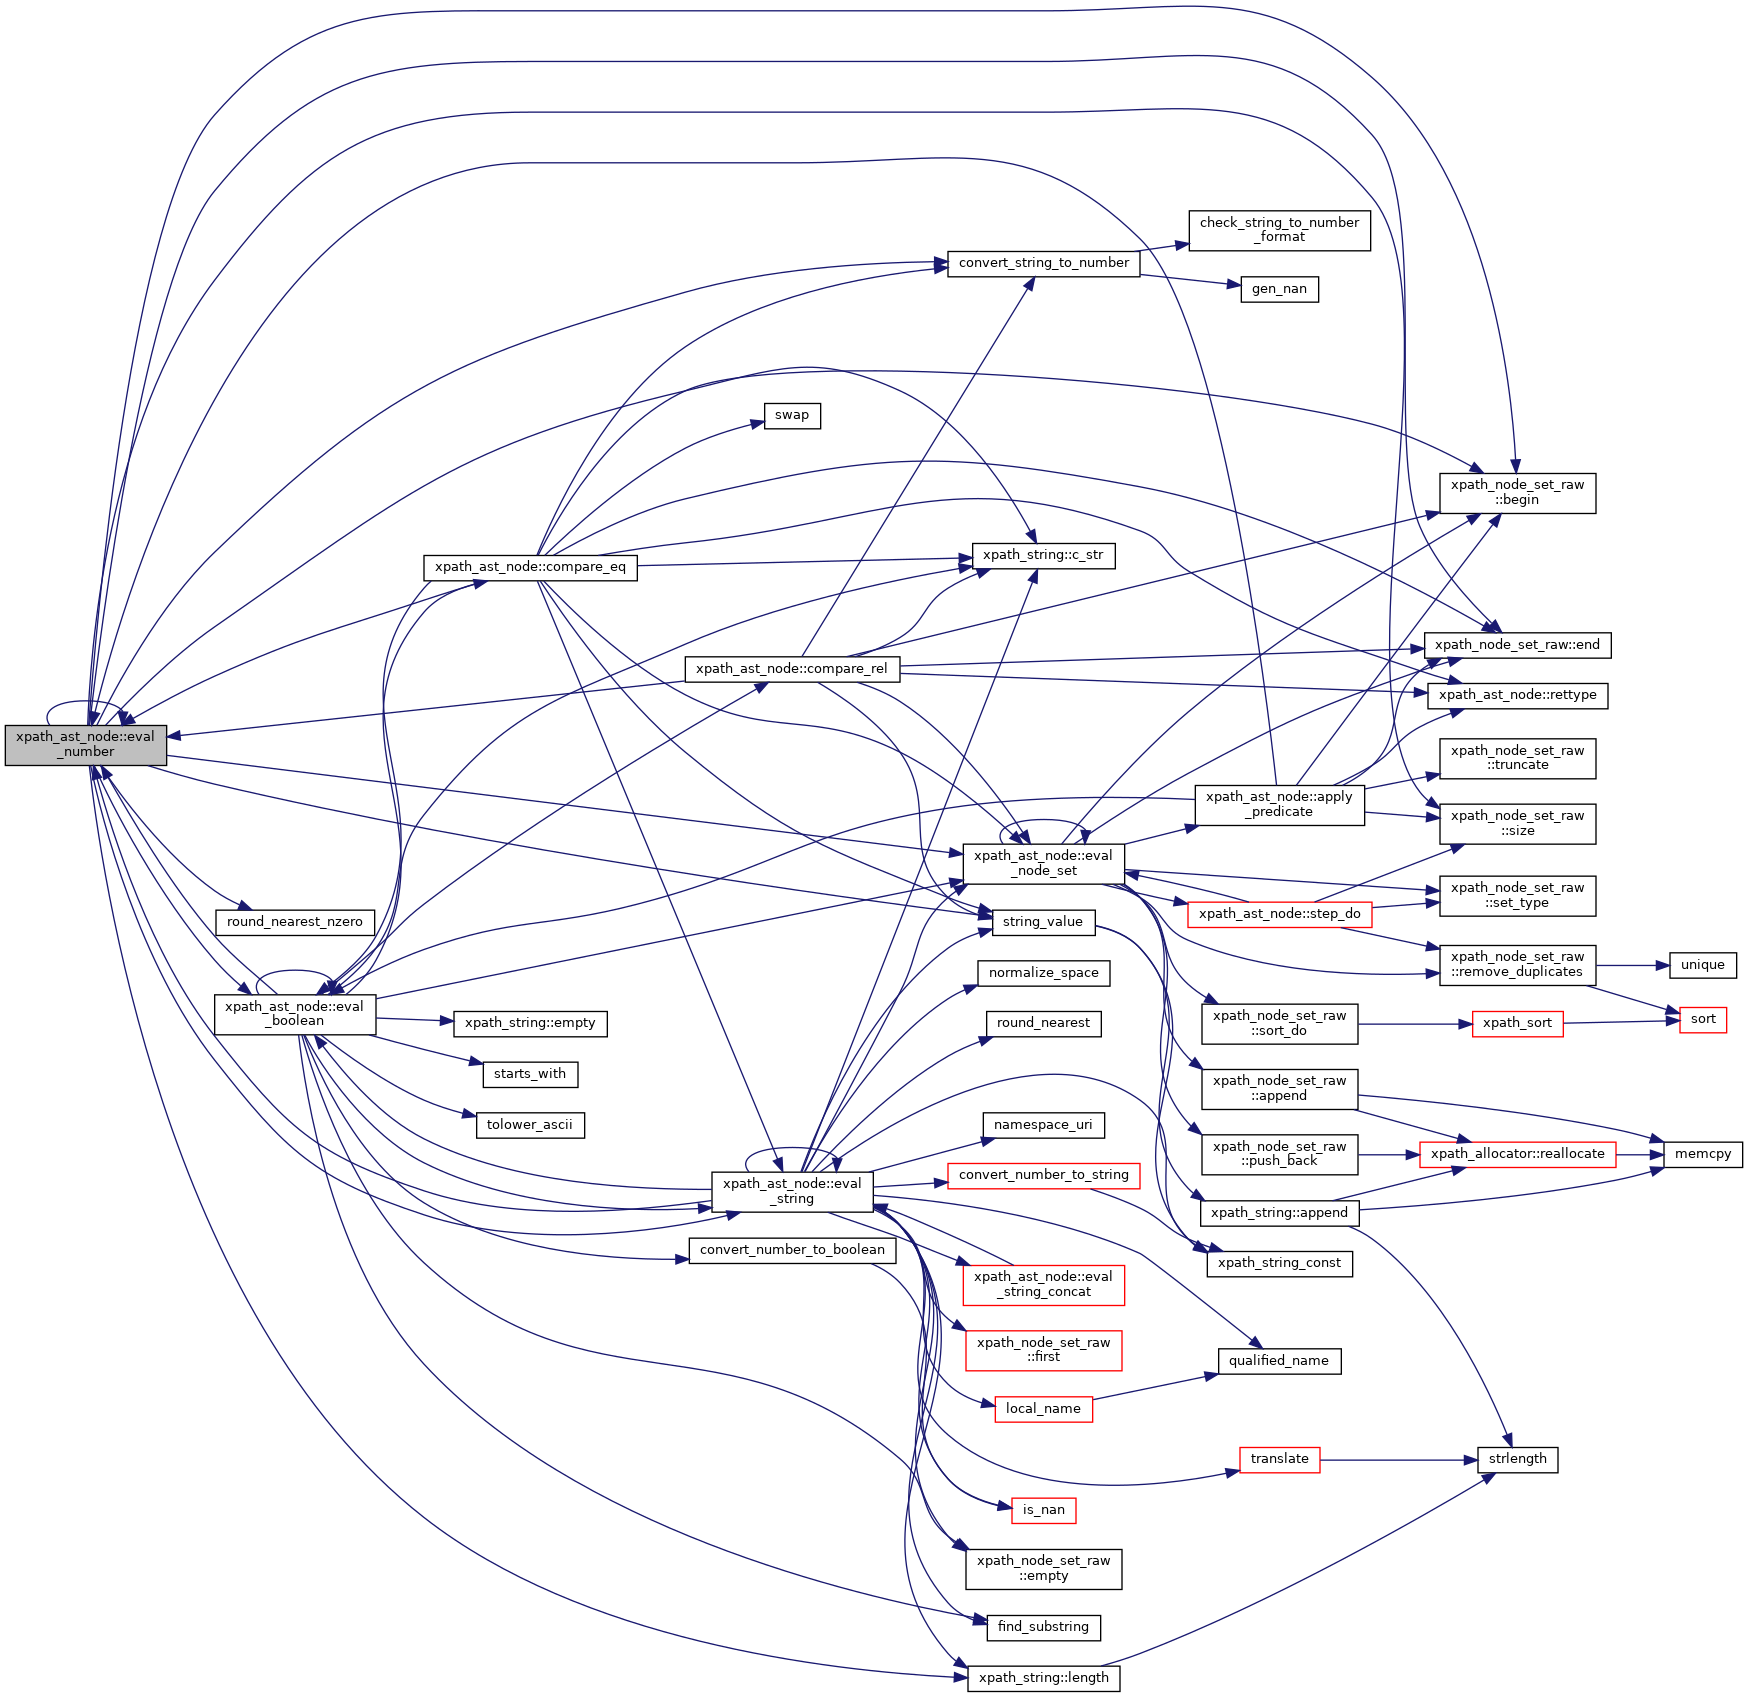 check_string_to_number
_format
convert_string_to_number
gen_nan
swap
xpath_node_set_raw
::begin
xpath_string::c_str
xpath_ast_node::compare_eq
xpath_node_set_raw::end
xpath_ast_node::compare_rel
xpath_ast_node::rettype
xpath_ast_node::eval
_number
xpath_node_set_raw
::truncate
xpath_ast_node::apply
_predicate
xpath_node_set_raw
::size
xpath_ast_node::eval
_node_set
xpath_node_set_raw
::set_type
xpath_ast_node::step_do
round_nearest_nzero
string_value
xpath_node_set_raw
::remove_duplicates
unique
normalize_space
xpath_ast_node::eval
_boolean
xpath_string::empty
round_nearest
xpath_node_set_raw
::sort_do
xpath_sort
sort
starts_with
xpath_node_set_raw
::append
tolower_ascii
namespace_uri
xpath_node_set_raw
::push_back
xpath_allocator::reallocate
memcpy
convert_number_to_string
xpath_ast_node::eval
_string
xpath_string::append
convert_number_to_boolean
xpath_string_const
xpath_ast_node::eval
_string_concat
xpath_node_set_raw
::first
qualified_name
local_name
translate
strlength
is_nan
xpath_node_set_raw
::empty
find_substring
xpath_string::length